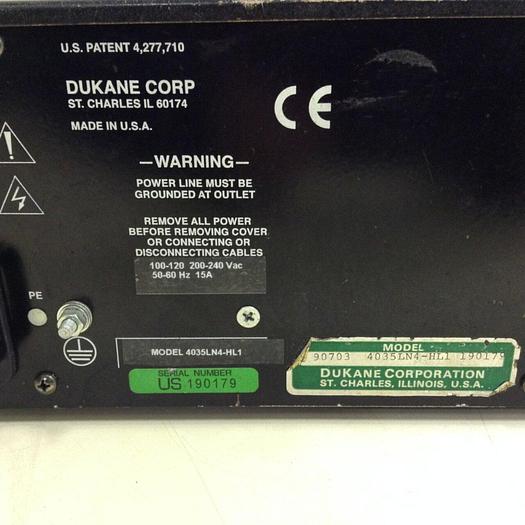 U.S. PATENT 4,277,710
DUKANE CORP
ST. CHARLES IL 60174
MADE IN U.S.A.
CE
—WARNING—
POWER LINE MUST BE
GROUNDED AT OUTLET
REMOVE ALL POWER
BEFORE REMOVING COVER
OR CONNECTING OR
DISCONNECTING CABLES
100-120 200-240 Vac
50-60 Hz 15A
PE
MODEL 4035LN4-HL1
SERIAL NUMBER
US 190179
MODEL
90703 4035LN4-HL1 190179
DUKANE CORPORATION
ST. CHARLES, ILLINOIS, U.S.A.